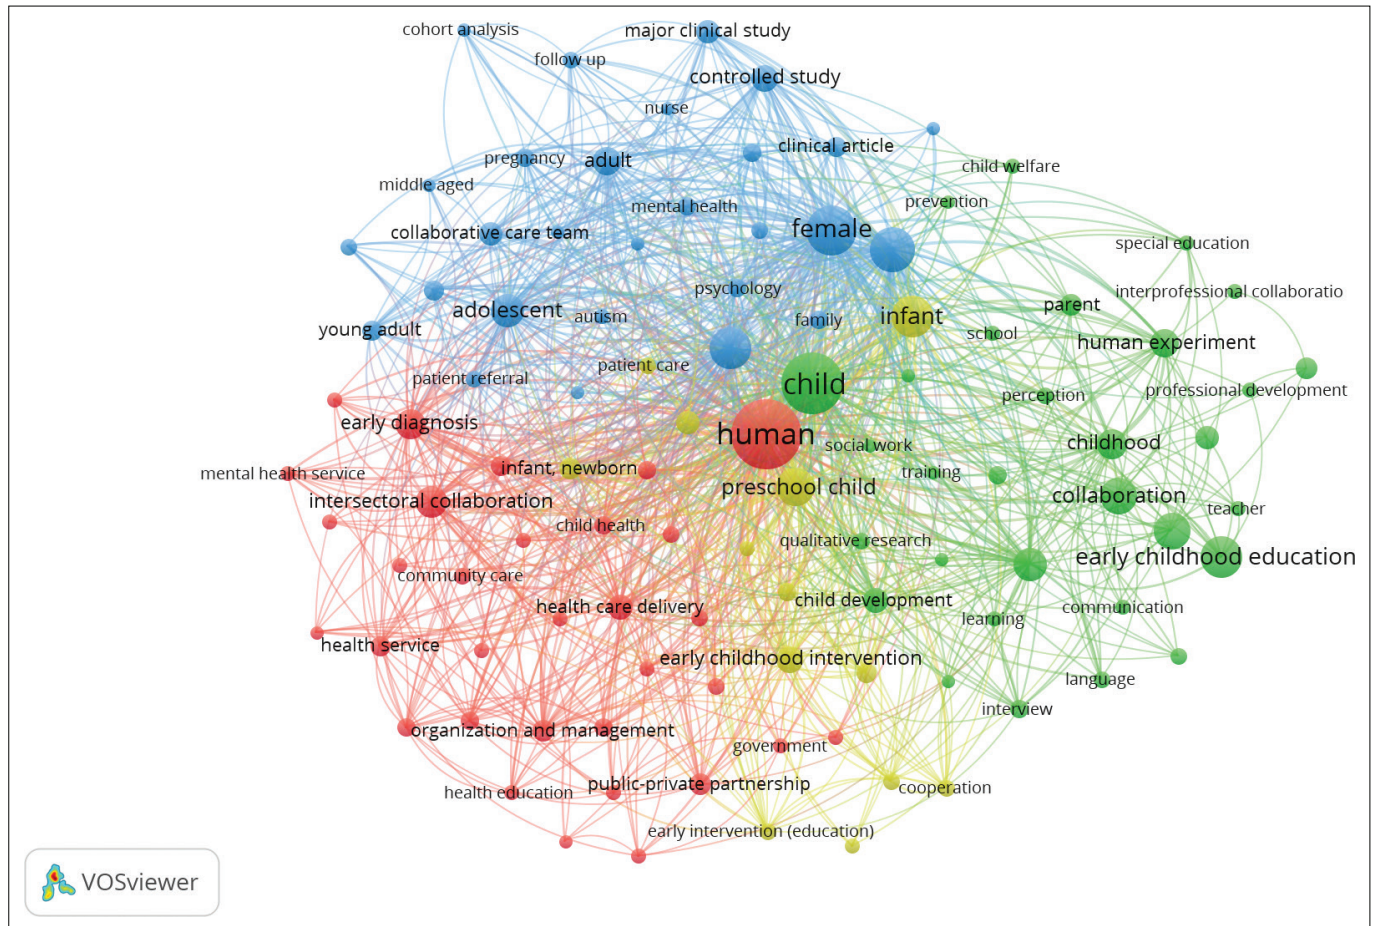 cohort analysis
major clinical study
follow up
controlled study
nurse
clinical article
pregnancy
adult
child welfare
middle aged
mental health
prevention
collaborative care team
female
special education
psychology
interprofessional collaboratio
adolescent
autism
family
infant
parent
young adult
school
human experiment
patient care
patient referral
child
perception
professional development
early diagnosis
human
social work
childhood
mental health service
infant, newborn
training
intersectoral collaboration
preschool child
collaboration
teacher
child health
qualitative research
early childhood education
community care
health care delivery
child development
communication
learning
health service
early childhood intervention
language
interview
organization and management
government
health education
public-private partnership
cooperation
early intervention (education)
VOSviewer